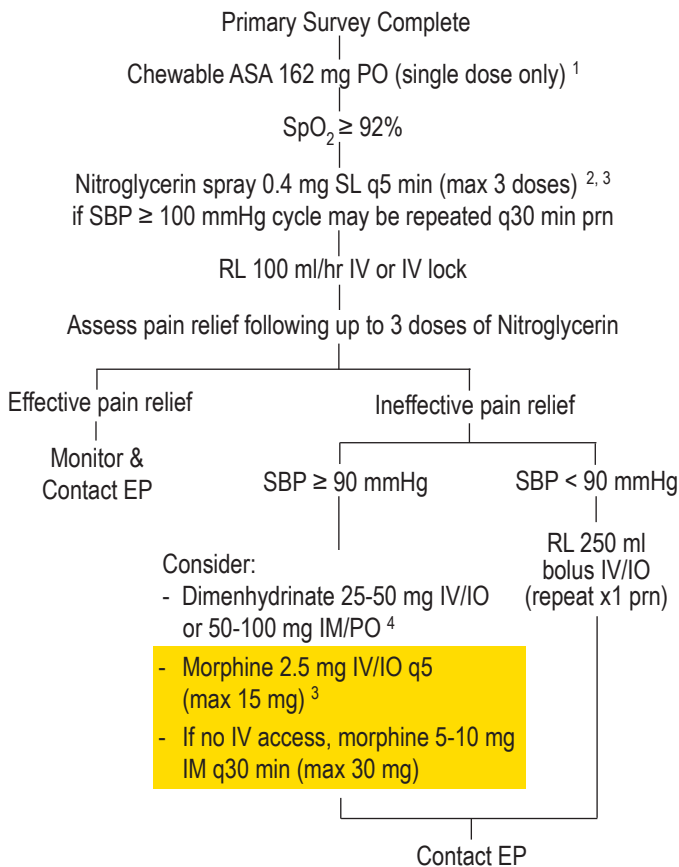 Primary Survey Complete
Chewable ASA 162 mg PO (single dose only) 1
SpO2 ≥ 92%
Nitroglycerin spray 0.4 mg SL q5 min (max 3 doses) 2, 3
if SBP ≥ 100 mmHg cycle may be repeated q30 min prn
RL 100 ml/hr IV or IV lock
Assess pain relief following up to 3 doses of Nitroglycerin
Effective pain relief
Monitor &
Contact EP
Ineffective pain relief
SBP ≥ 90 mmHg
Consider:
- Dimenhydrinate 25-50 mg IV/IO
or 50-100 mg IM/PO 4
- Morphine 2.5 mg IV/IO q5
(max 15 mg) 3
- If no IV access, morphine 5-10 mg
IM q30 min (max 30 mg)
SBP < 90 mmHg
RL 250 ml
bolus IV/IO
(repeat x1 prn)
Contact EP